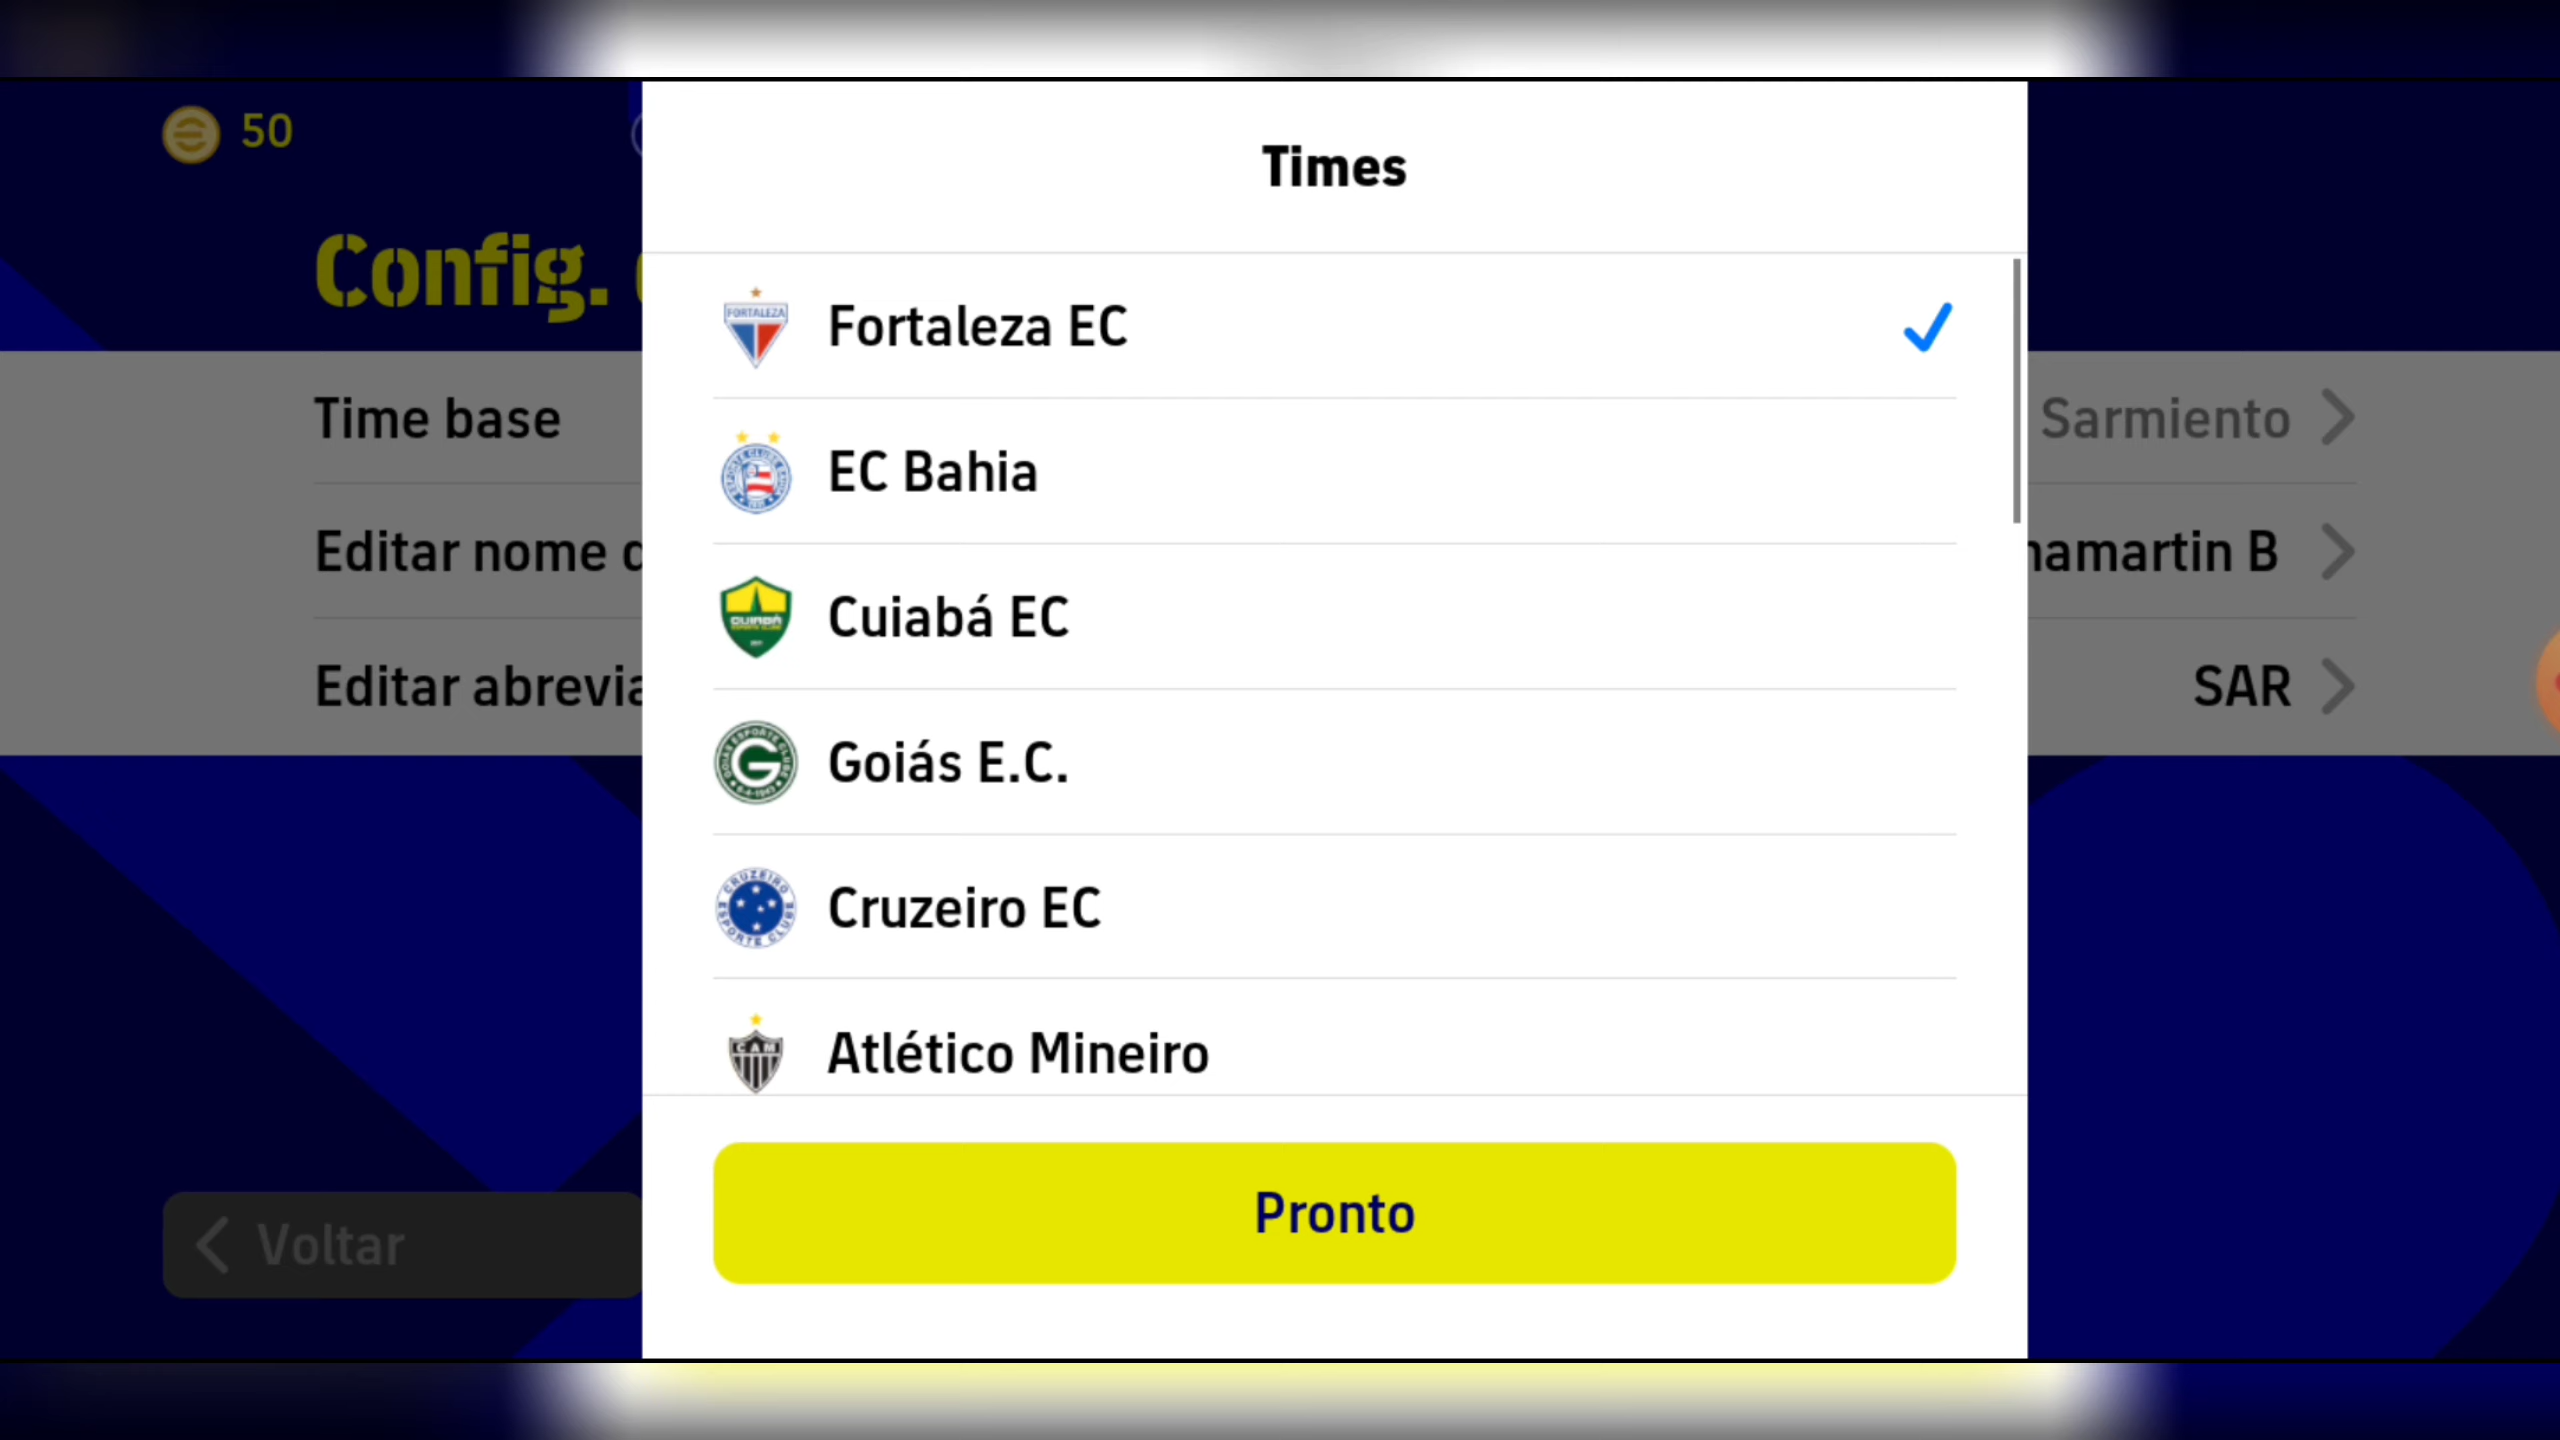 50
Times
Config.
Fortaleza EC
Time base
Sarmiento
EC Bahia
Editar nome
namartin B
Cuiabá EC
Editar abrevia
SAR
Goiás E.C.
Cruzeiro EC
Atlético Mineiro
Pronto
Voltar